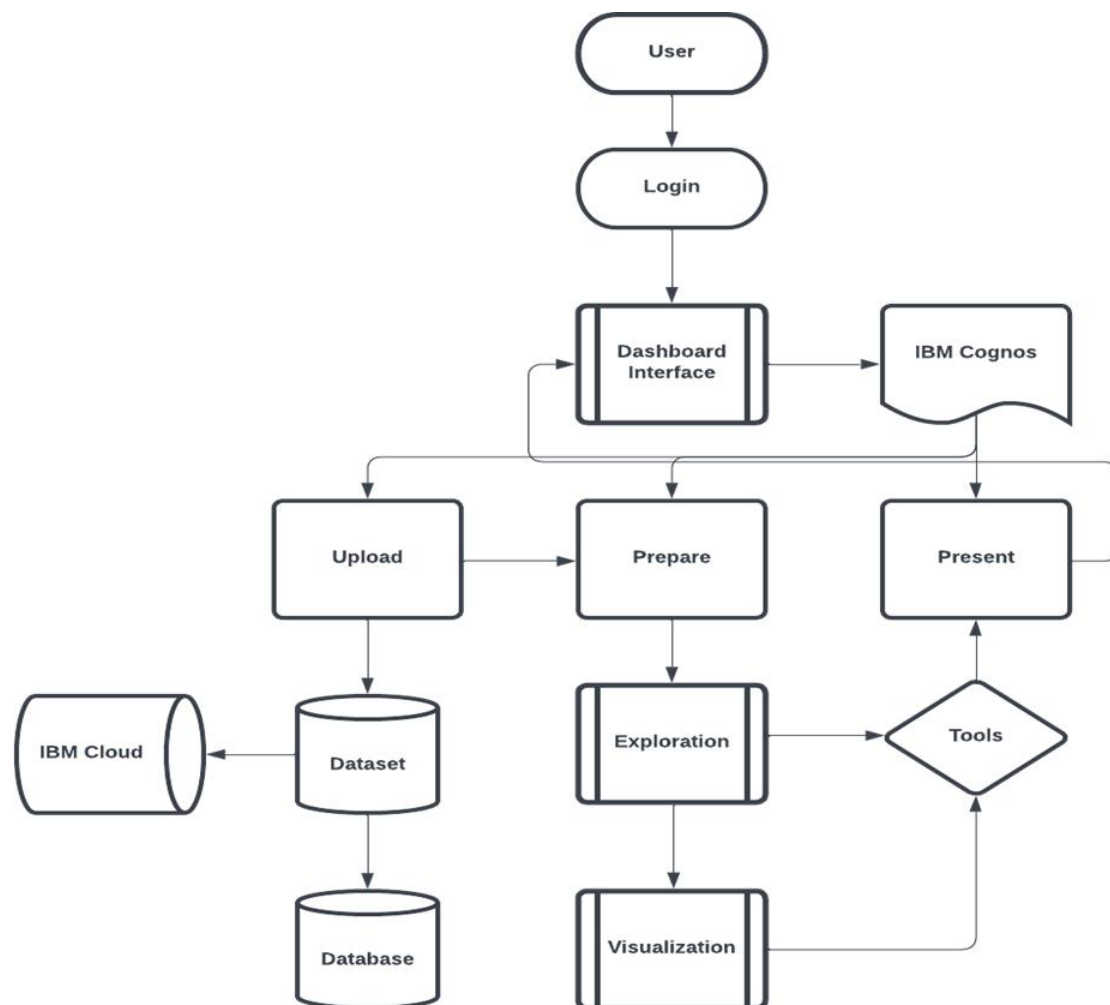 User
Login
Dashboard
Interface
IBM Cognos
Upload
Prepare
Present
IBM Cloud
Dataset
Exploration
Tools
Database
Visualization